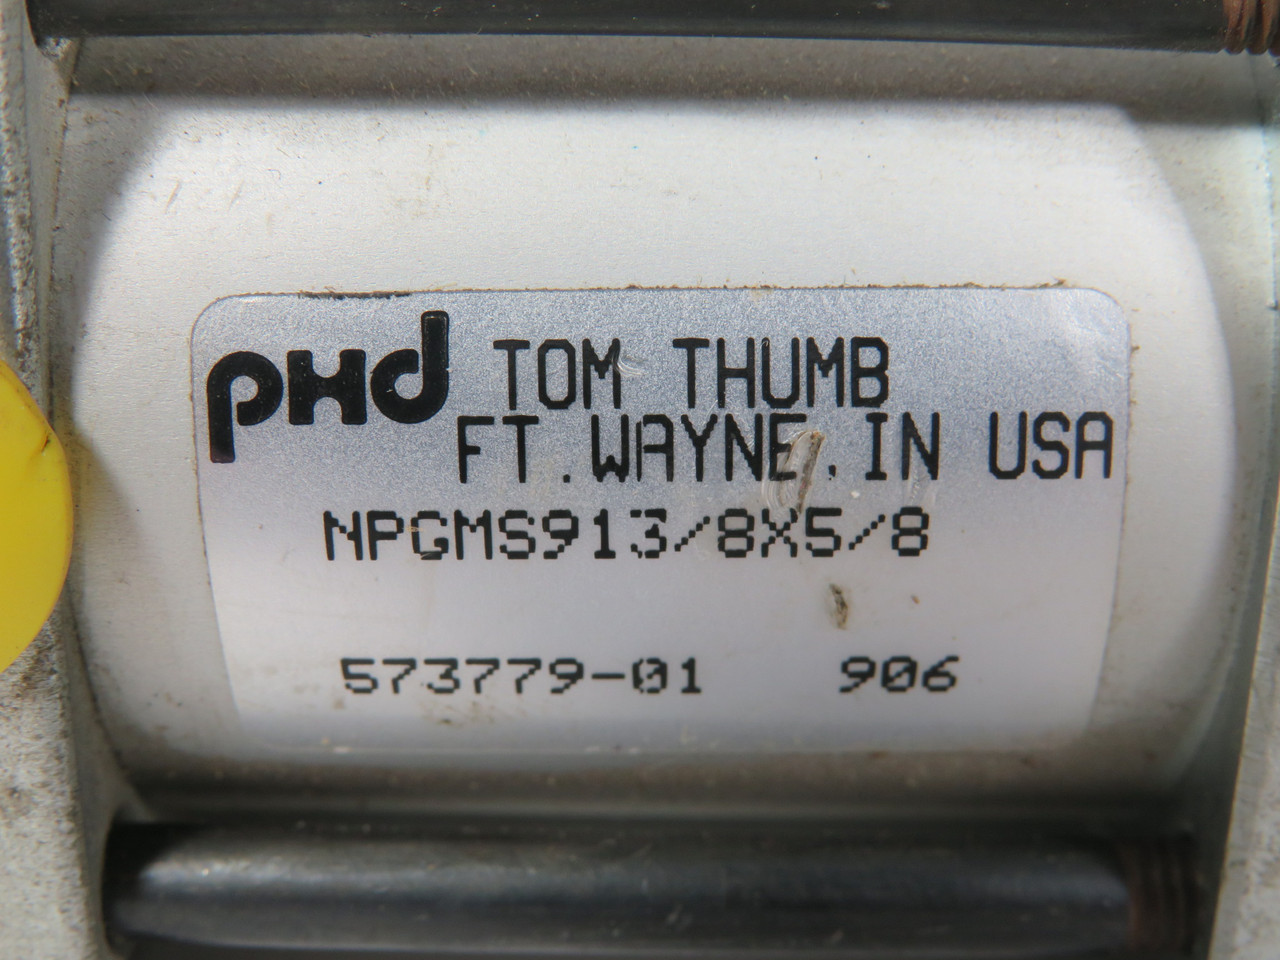 pHd TOM THUMB
FT.WAYNE, IN USA
NPGMS913/8X5/8
573779-01 906